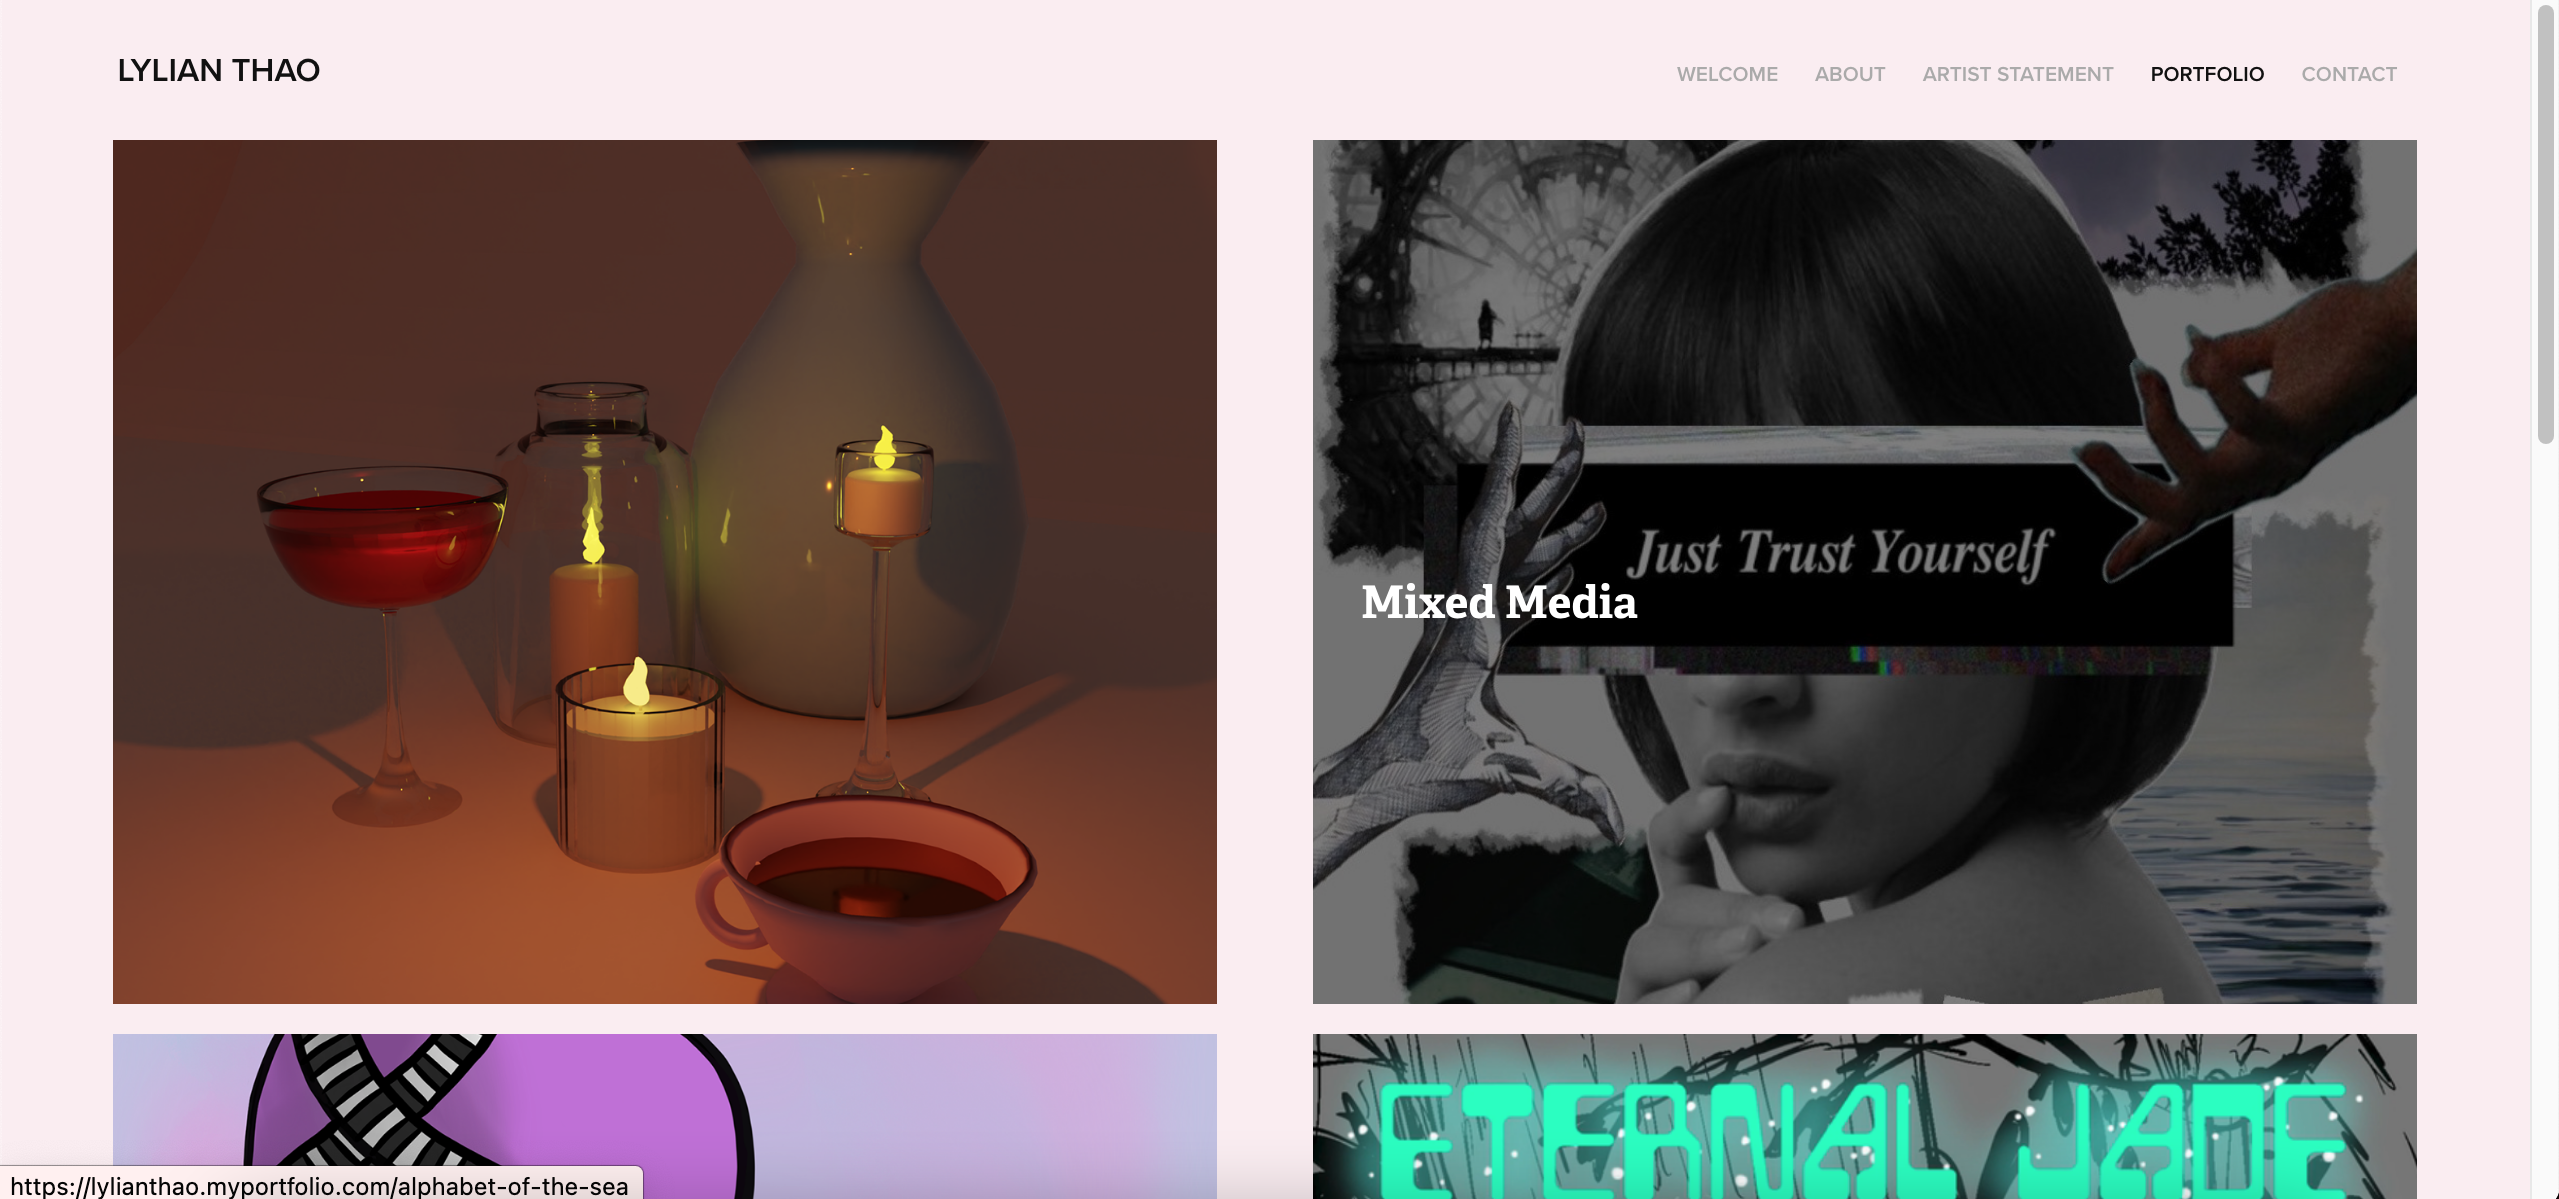 LYLIAN THAO
WELCOME ABOUT ARTIST STATEMENT PORTFOLIO CONTACT
Just Trust Yourself
Mixed Media
ETERNAL JADE
https://lylianthao.myportfolio.com/alphabet-of-the-sea